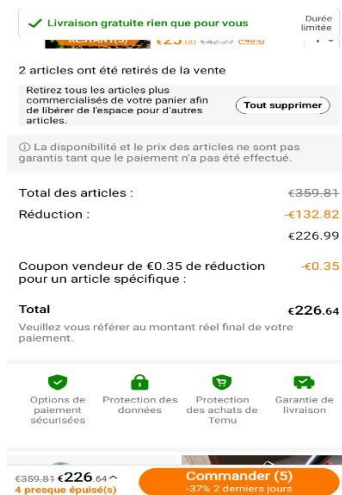 Livraison gratuite rien que pour vous
Durée
limitée
2 articles ont été retirés de la vente
Retirez tous les articles plus
commercialisés de votre panier afin
de libérer de l'espace pour d'autres
articles.
Tout supprimer
La disponibilité et le prix des articles ne sont pas
garantis tant que le paiement n'a pas été effectué.
Total des articles : €359.81
Réduction : -€132.82
€226.99
Coupon vendeur de €0.35 de réduction -€0.35
pour un article spécifique :
Total €226.64
Veuillez vous référer au montant réel final de votre
paiement.
Options de
paiement
sécurisées
Protection des
données
Protection
des achats de
Temu
Garantie de
livraison
€359.81 €226.64
4 presque épuisé(s)
Commander (5)
-37% 2 derniers jours